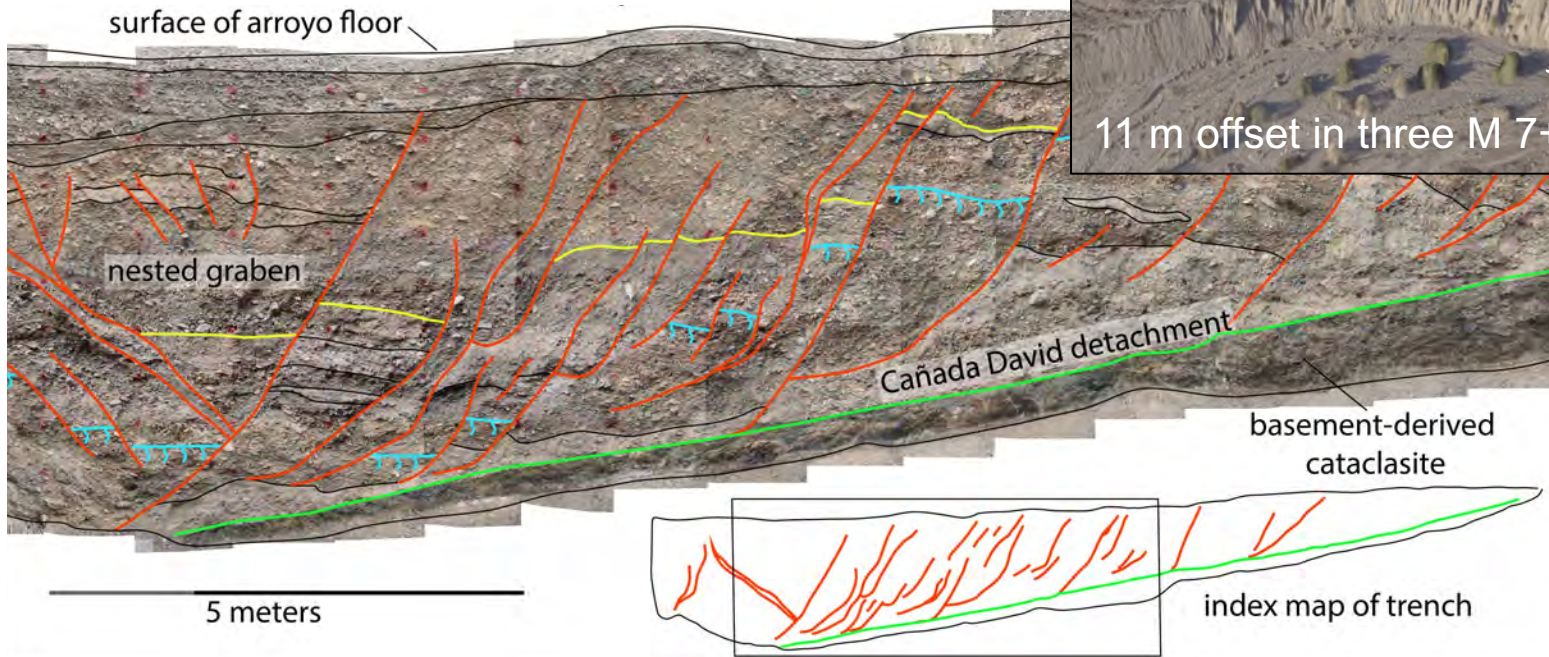 surface of arroyo floor
11 m offset in three M 7+
nested graben
Cañada David detachment
basement-derived
cataclasite
5 meters
index map of trench